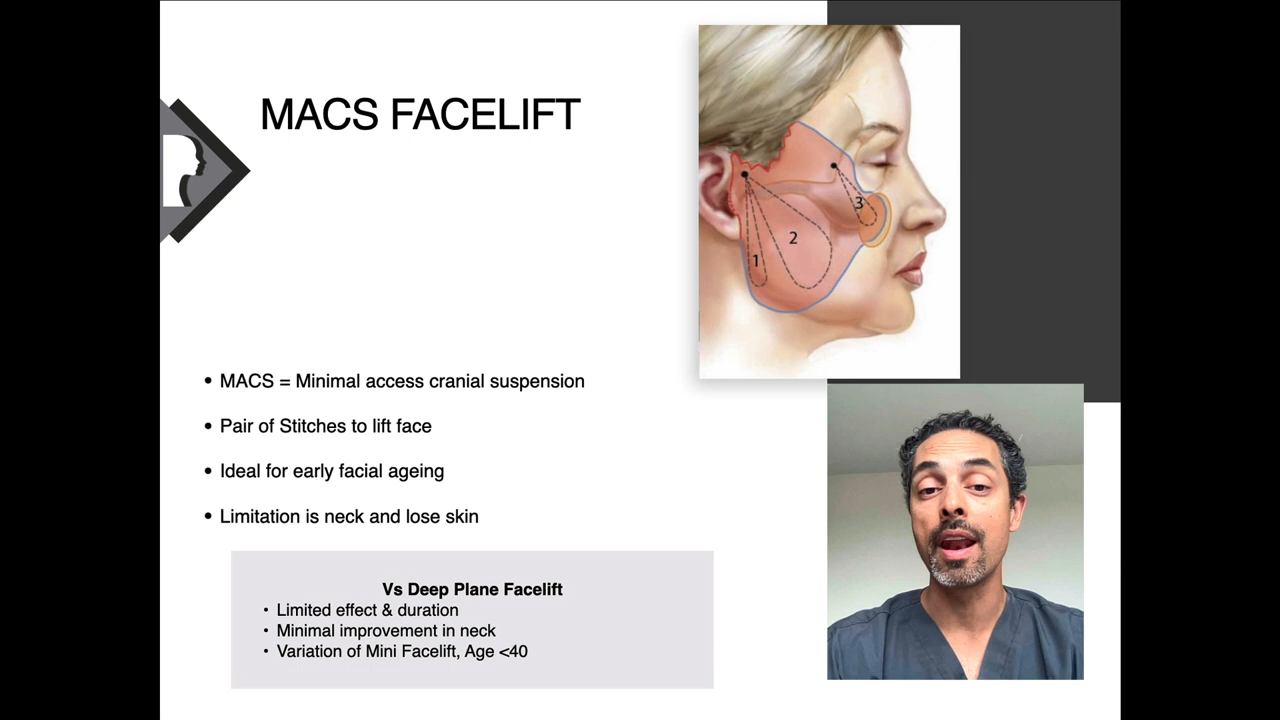 MACS FACELIFT
3
2
1
• MACS = Minimal access cranial suspension
• Pair of Stitches to lift face
• Ideal for early facial ageing
• Limitation is neck and lose skin
Vs Deep Plane Facelift
• Limited effect & duration
• Minimal improvement in neck
• Variation of Mini Facelift, Age <40